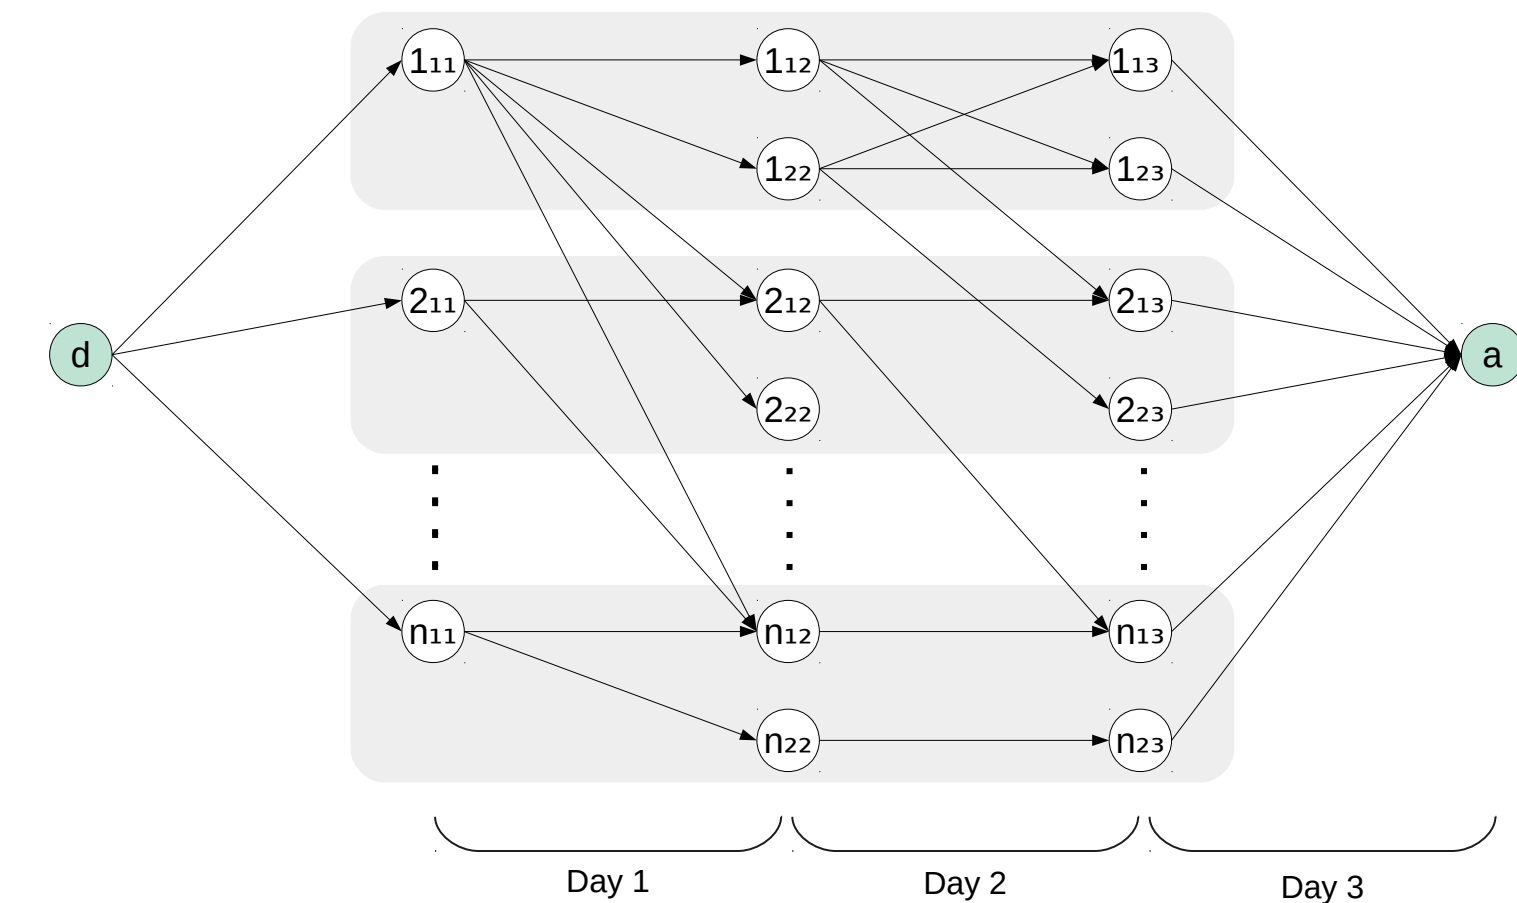 1₁₁ 1₁₂ 1₁₃
1₂₂ 1₂₃
2₁₁ 2₁₂ 2₁₃
d a
2₂₂ 2₂₃
n₁₁ n₁₂ n₁₃
n₂₂ n₂₃
Day 1 Day 2 Day 3